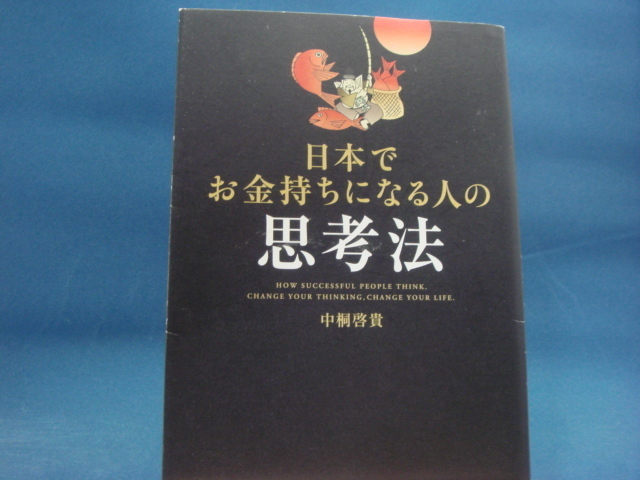 日本で
お金持ちになる人の
思考法
HOW SUCCESSFUL PEOPLE THINK.
CHANGE YOUR THINKING, CHANGE YOUR LIFE.
中桐啓貴